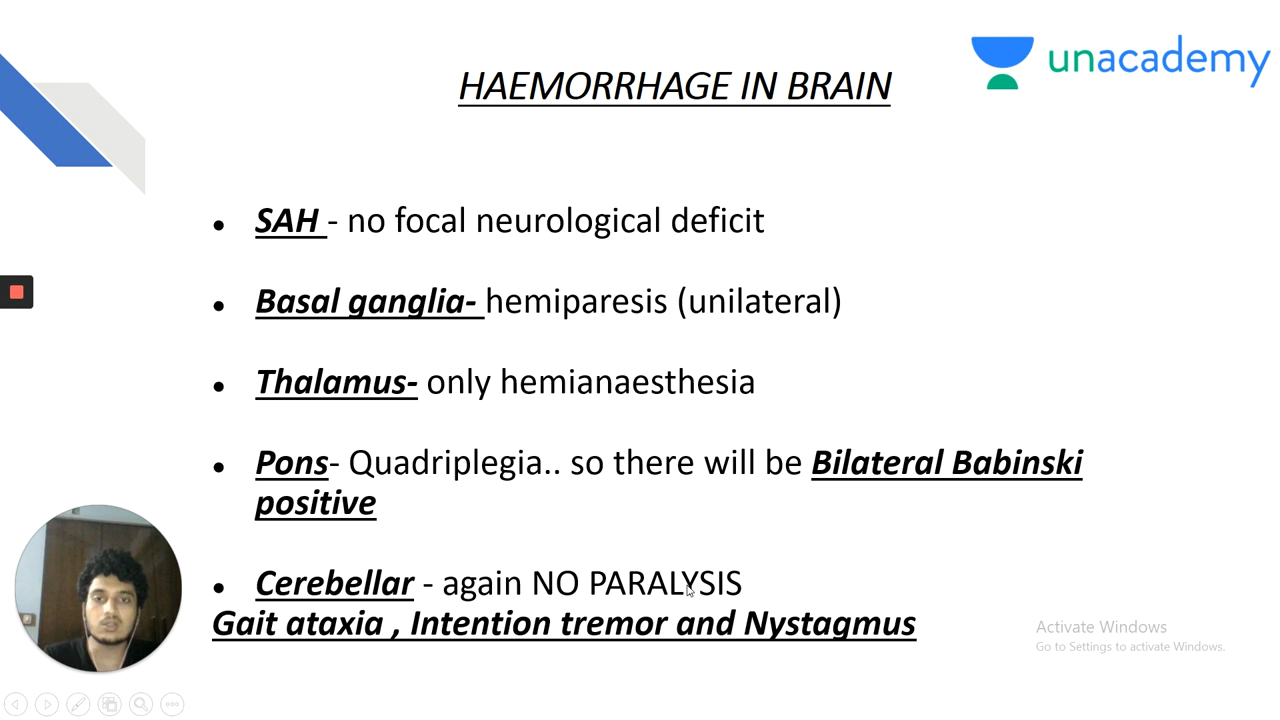 HAEMORRHAGE IN BRAIN
unacademy
● SAH - no focal neurological deficit
● Basal ganglia- hemiparesis (unilateral)
● Thalamus- only hemianaesthesia
● Pons- Quadriplegia.. so there will be Bilateral Babinski
positive
● Cerebellar - again NO PARALYSIS
Gait ataxia , Intention tremor and Nystagmus
Activate Windows
Go to Settings to activate Windows.